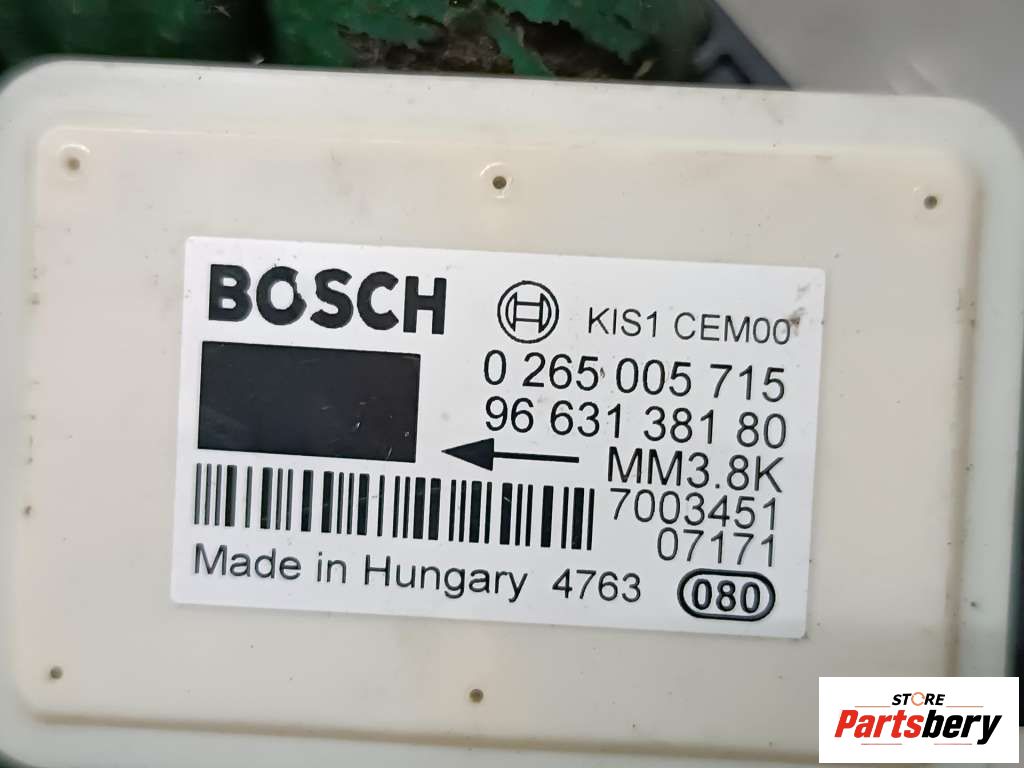 BOSCH
KIS1 CEM00
0 265 005 715
96 631 381 80
MM3.8K
7003451
07171
Made in Hungary 4763
080
STORE
Partsbery